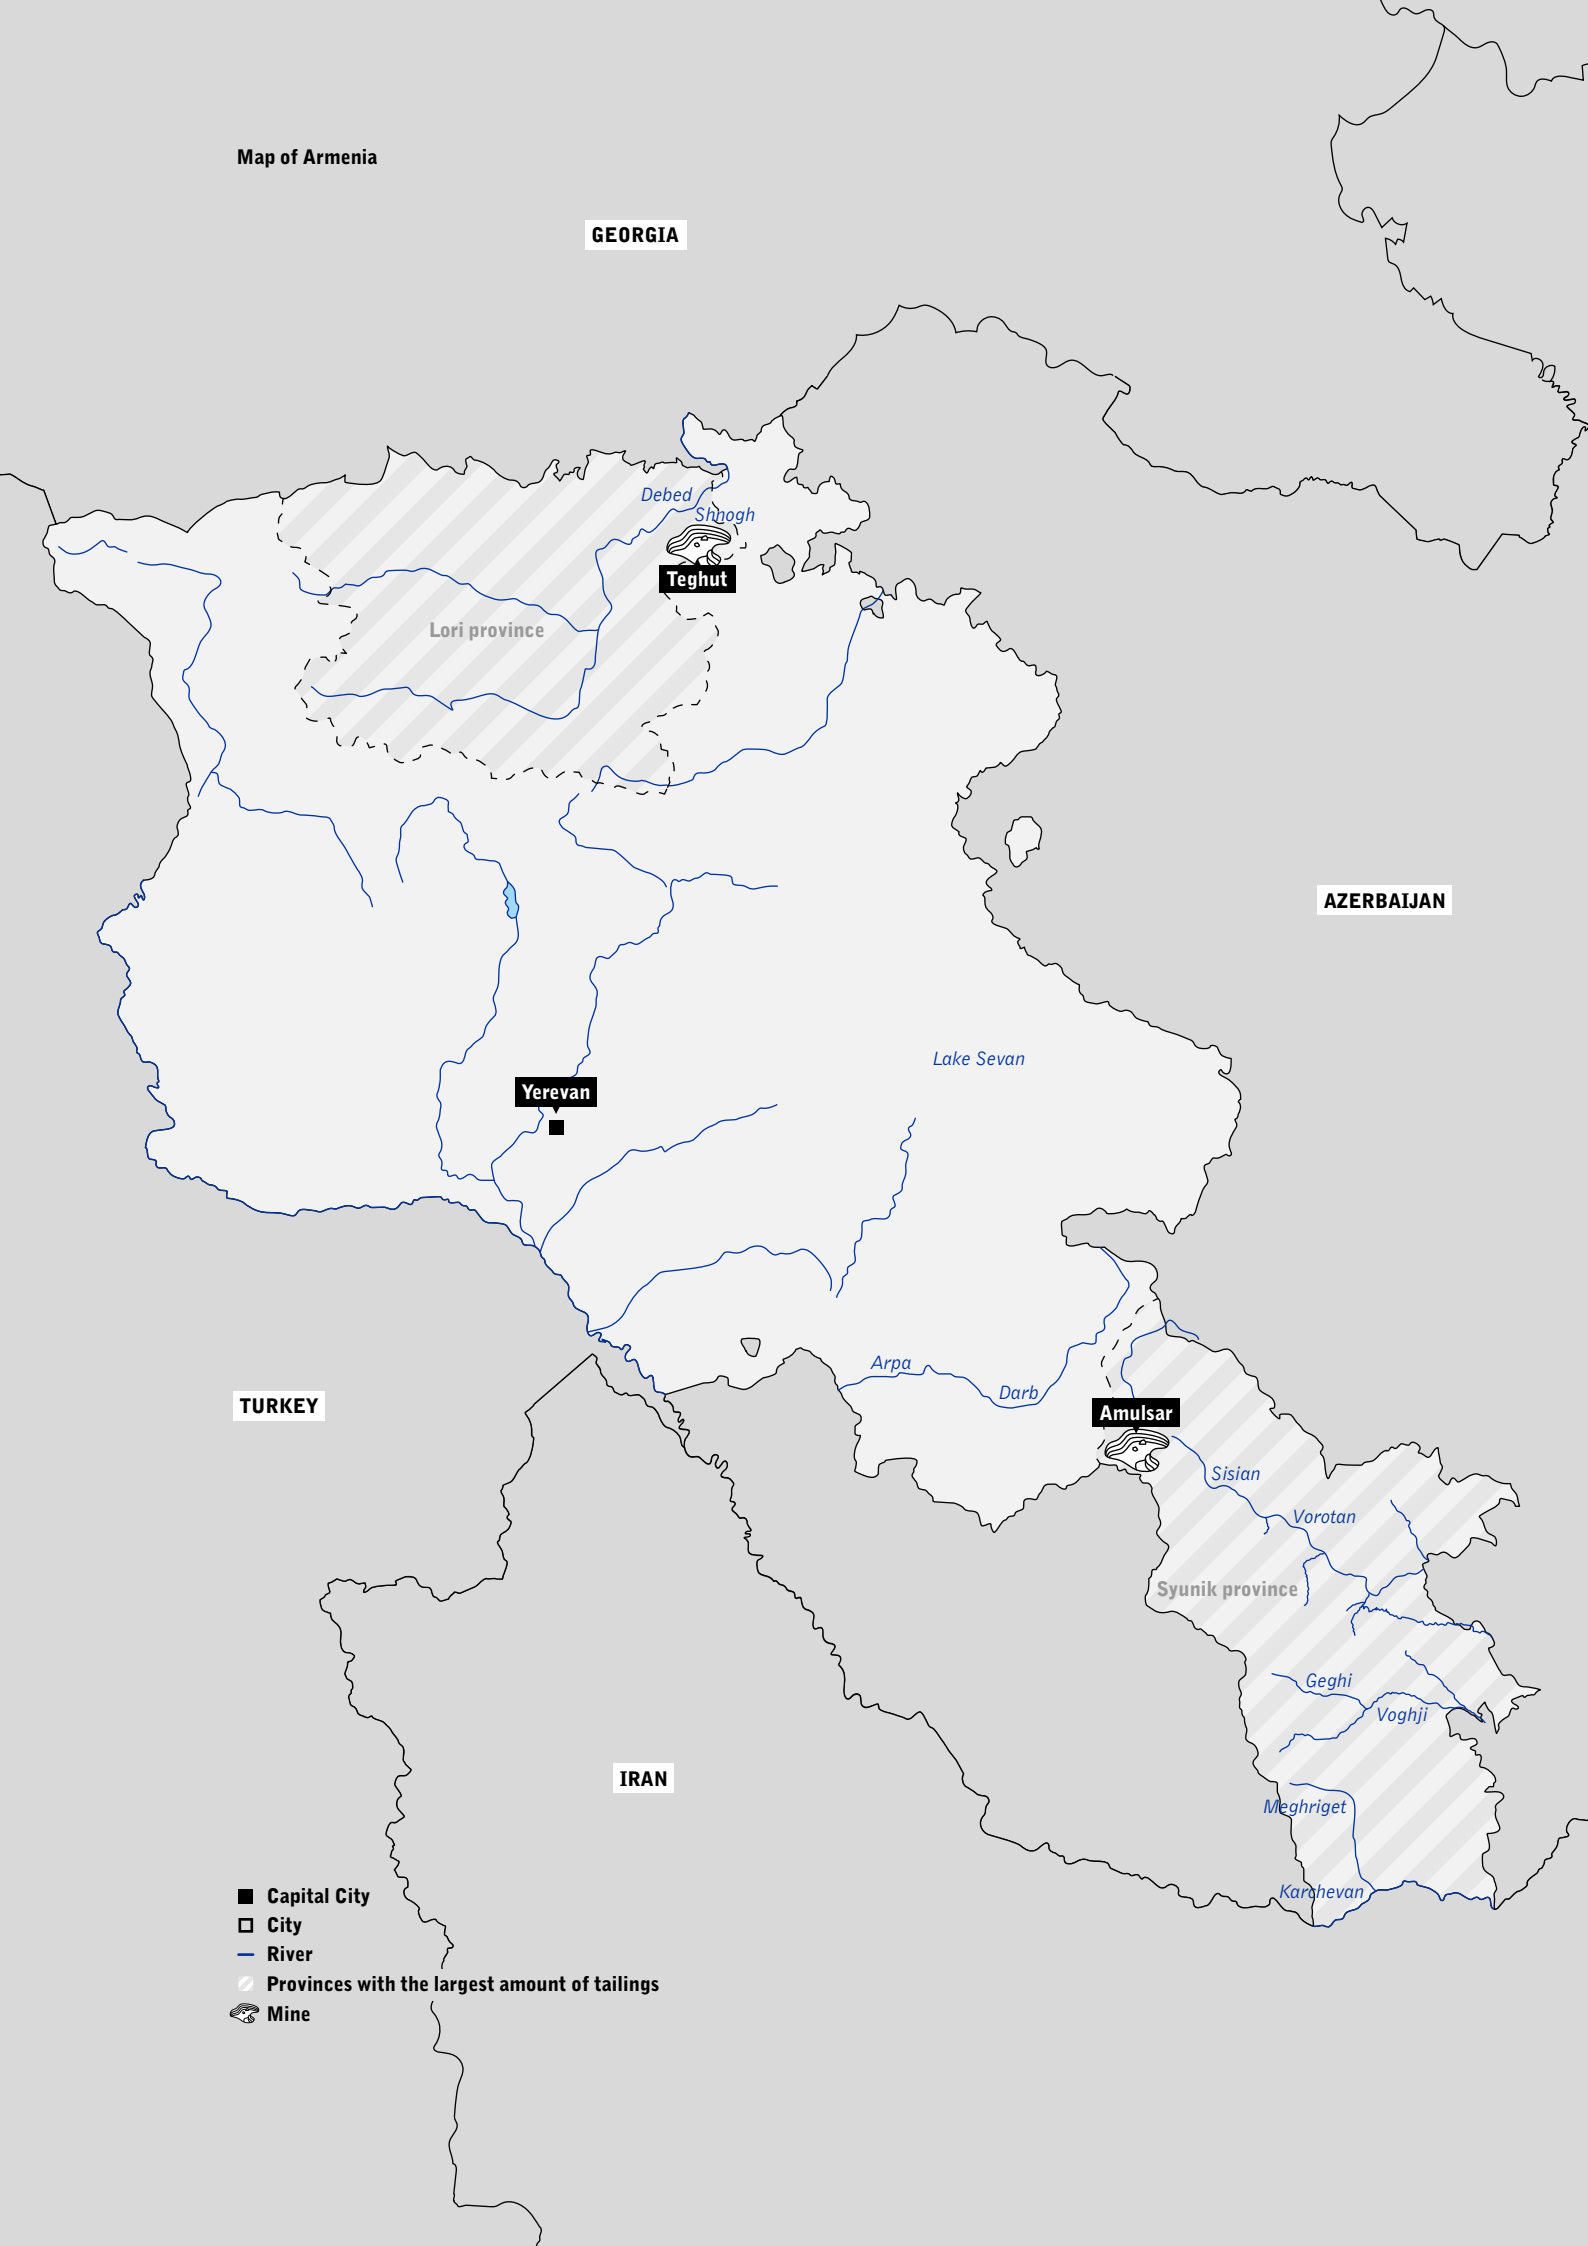 Map of Armenia
GEORGIA
Debed
Shnogh
Teghut
Lori province
AZERBAIJAN
Lake Sevan
Yerevan
Arpa
Darb
TURKEY
Amulsar
Sisian
Vorotan
Syunik province
Geghi
Voghji
IRAN
Meghriget
Karchevan
Capital City
City
River
Provinces with the largest amount of tailings
Mine